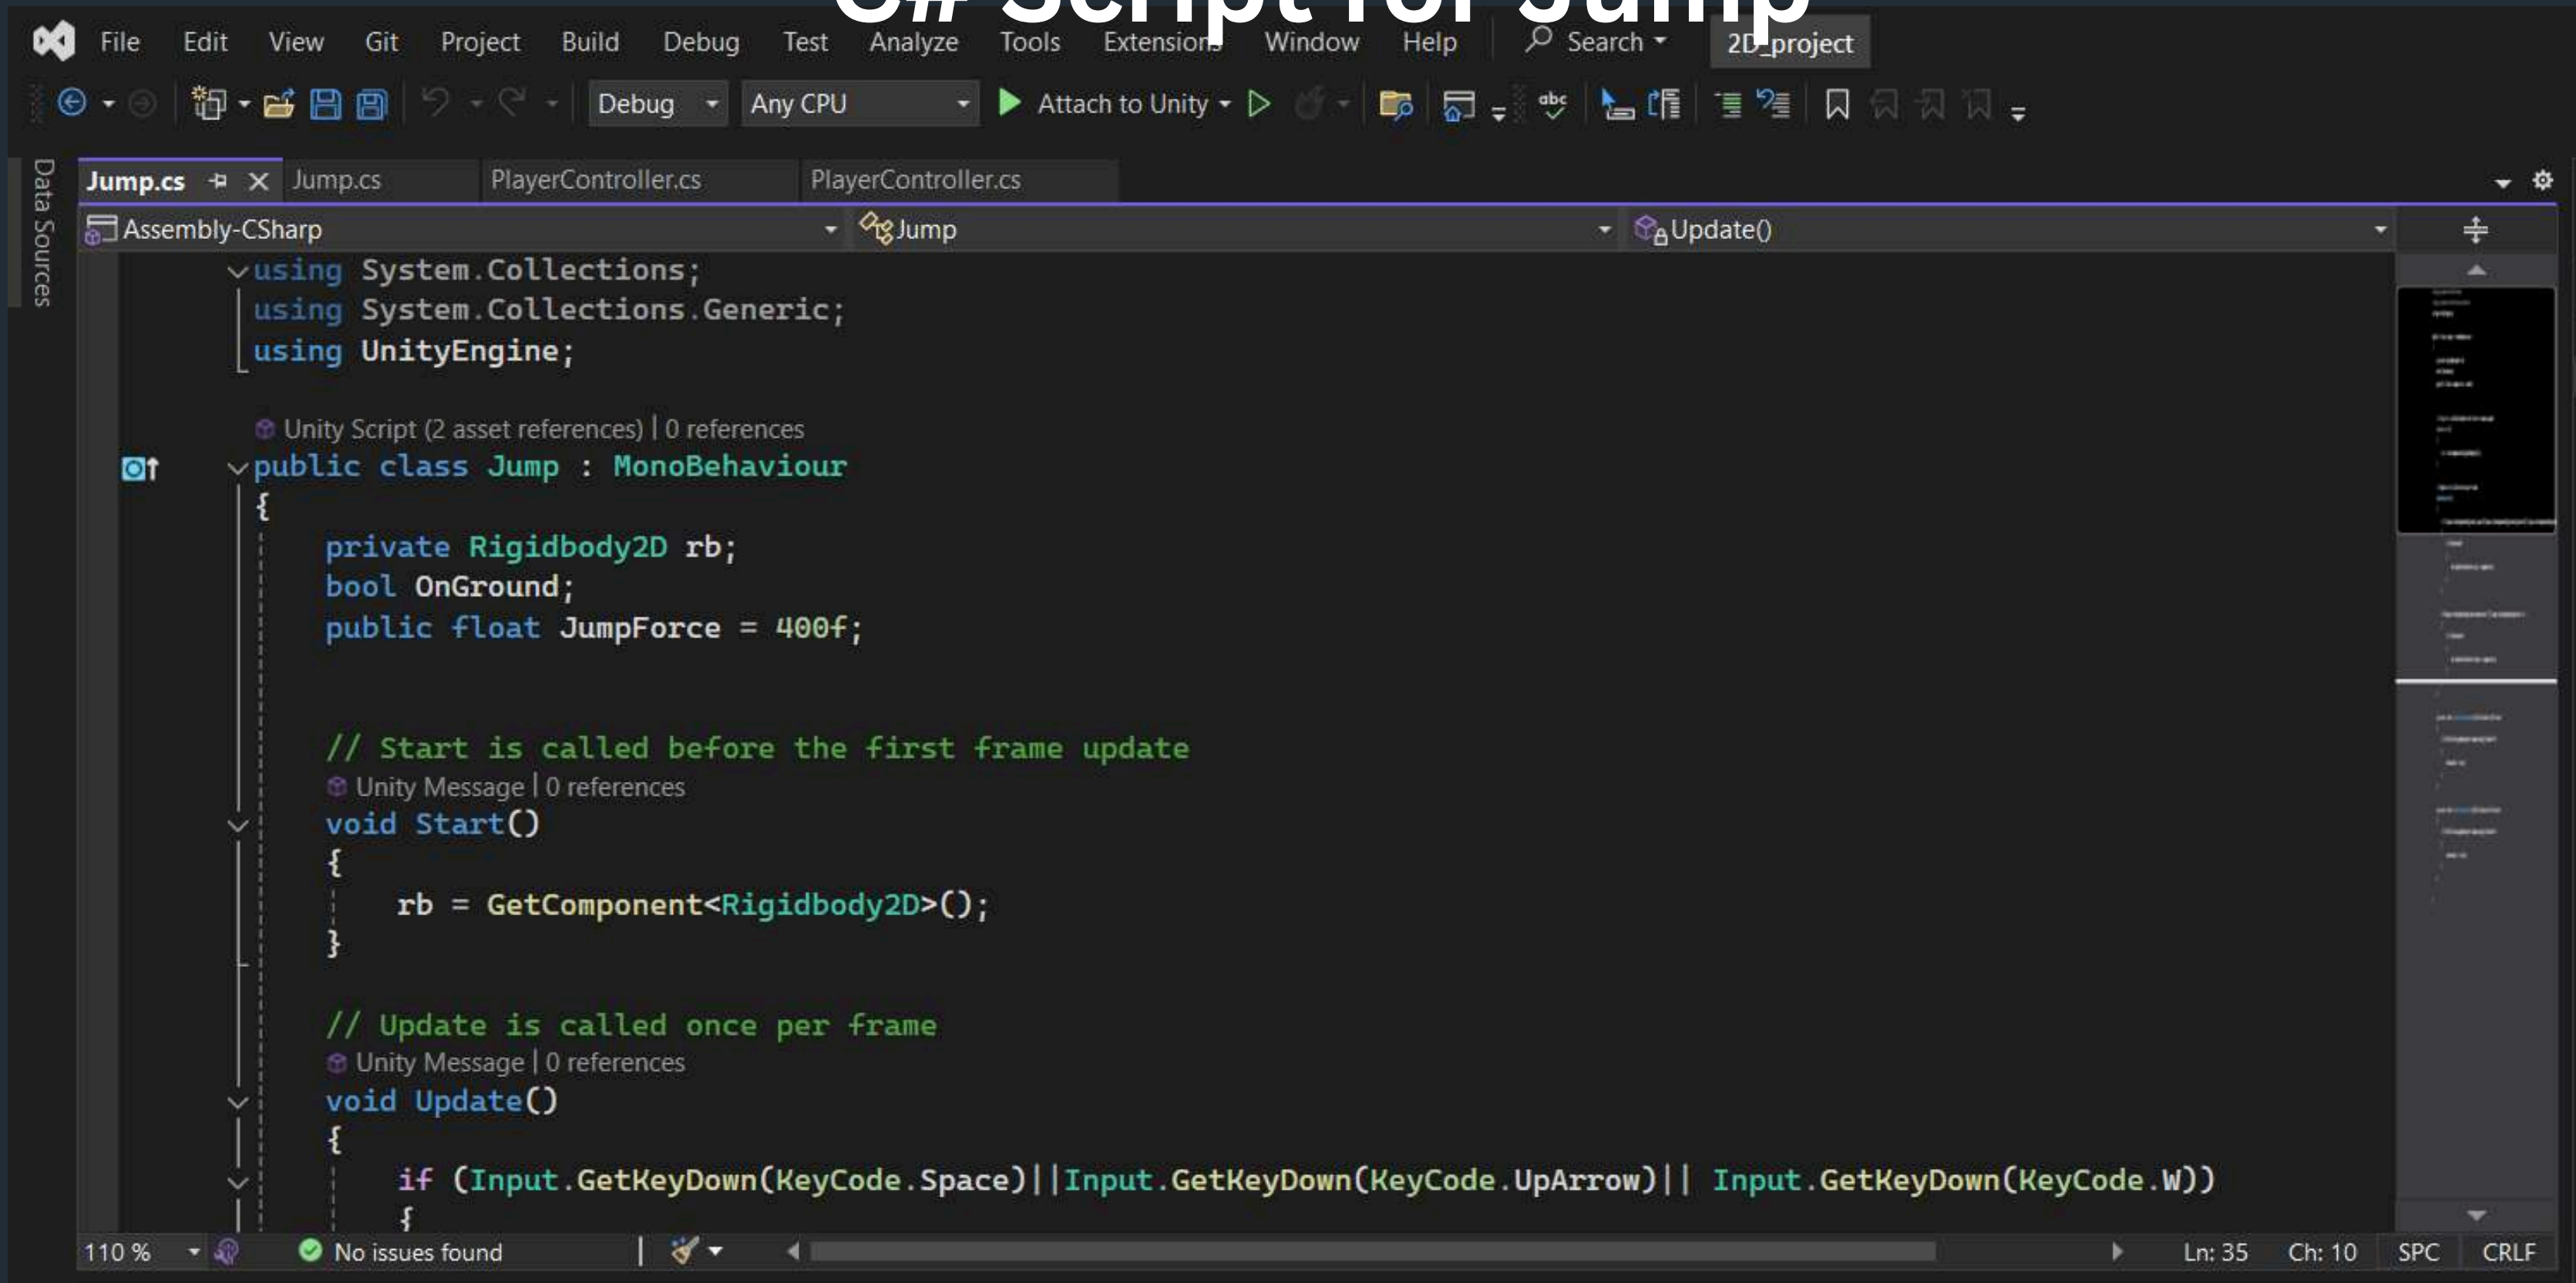 C# Script for Jump
File Edit View Git Project Build Debug Test Analyze Tools Extensions Window Help Search 2D_project
Debug Any CPU Attach to Unity abc
Data Sources
Jump.cs Jump.cs PlayerController.cs PlayerController.cs
Assembly-CSharp Jump Update()
using System.Collections;
using System.Collections.Generic;
using UnityEngine;
Unity Script (2 asset references) | 0 references
public class Jump : MonoBehaviour
{
private Rigidbody2D rb;
bool OnGround;
public float JumpForce = 400f;
// Start is called before the first frame update
Unity Message | 0 references
void Start()
{
rb = GetComponent<Rigidbody2D>();
}
// Update is called once per frame
Unity Message | 0 references
void Update()
{
if (Input.GetKeyDown(KeyCode.Space)||Input.GetKeyDown(KeyCode.UpArrow)|| Input.GetKeyDown(KeyCode.W))
{
110 % No issues found Ln: 35 Ch: 10 SPC CRLF